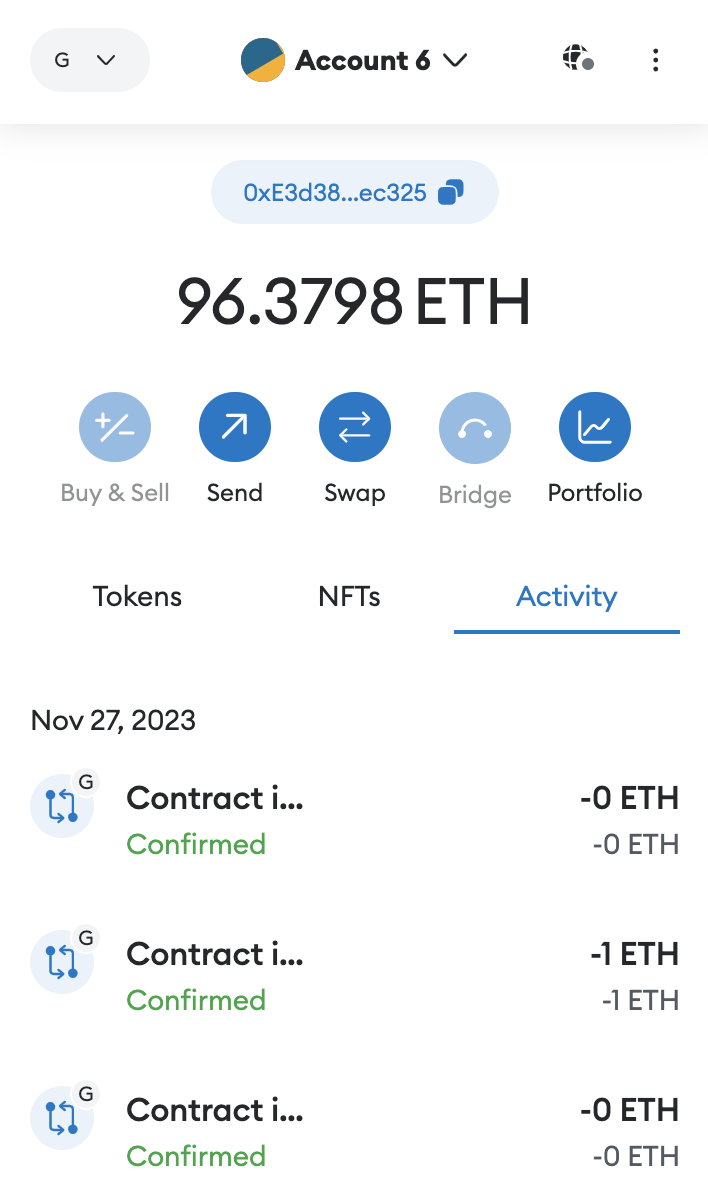 G
Account 6
0xE3d38...ec325
96.3798 ETH
Buy & Sell Send Swap Bridge Portfolio
Tokens NFTs Activity
Nov 27, 2023
G
Contract i... -0 ETH
Confirmed -0 ETH
G
Contract i... -1 ETH
Confirmed -1 ETH
G
Contract i... -0 ETH
Confirmed -0 ETH